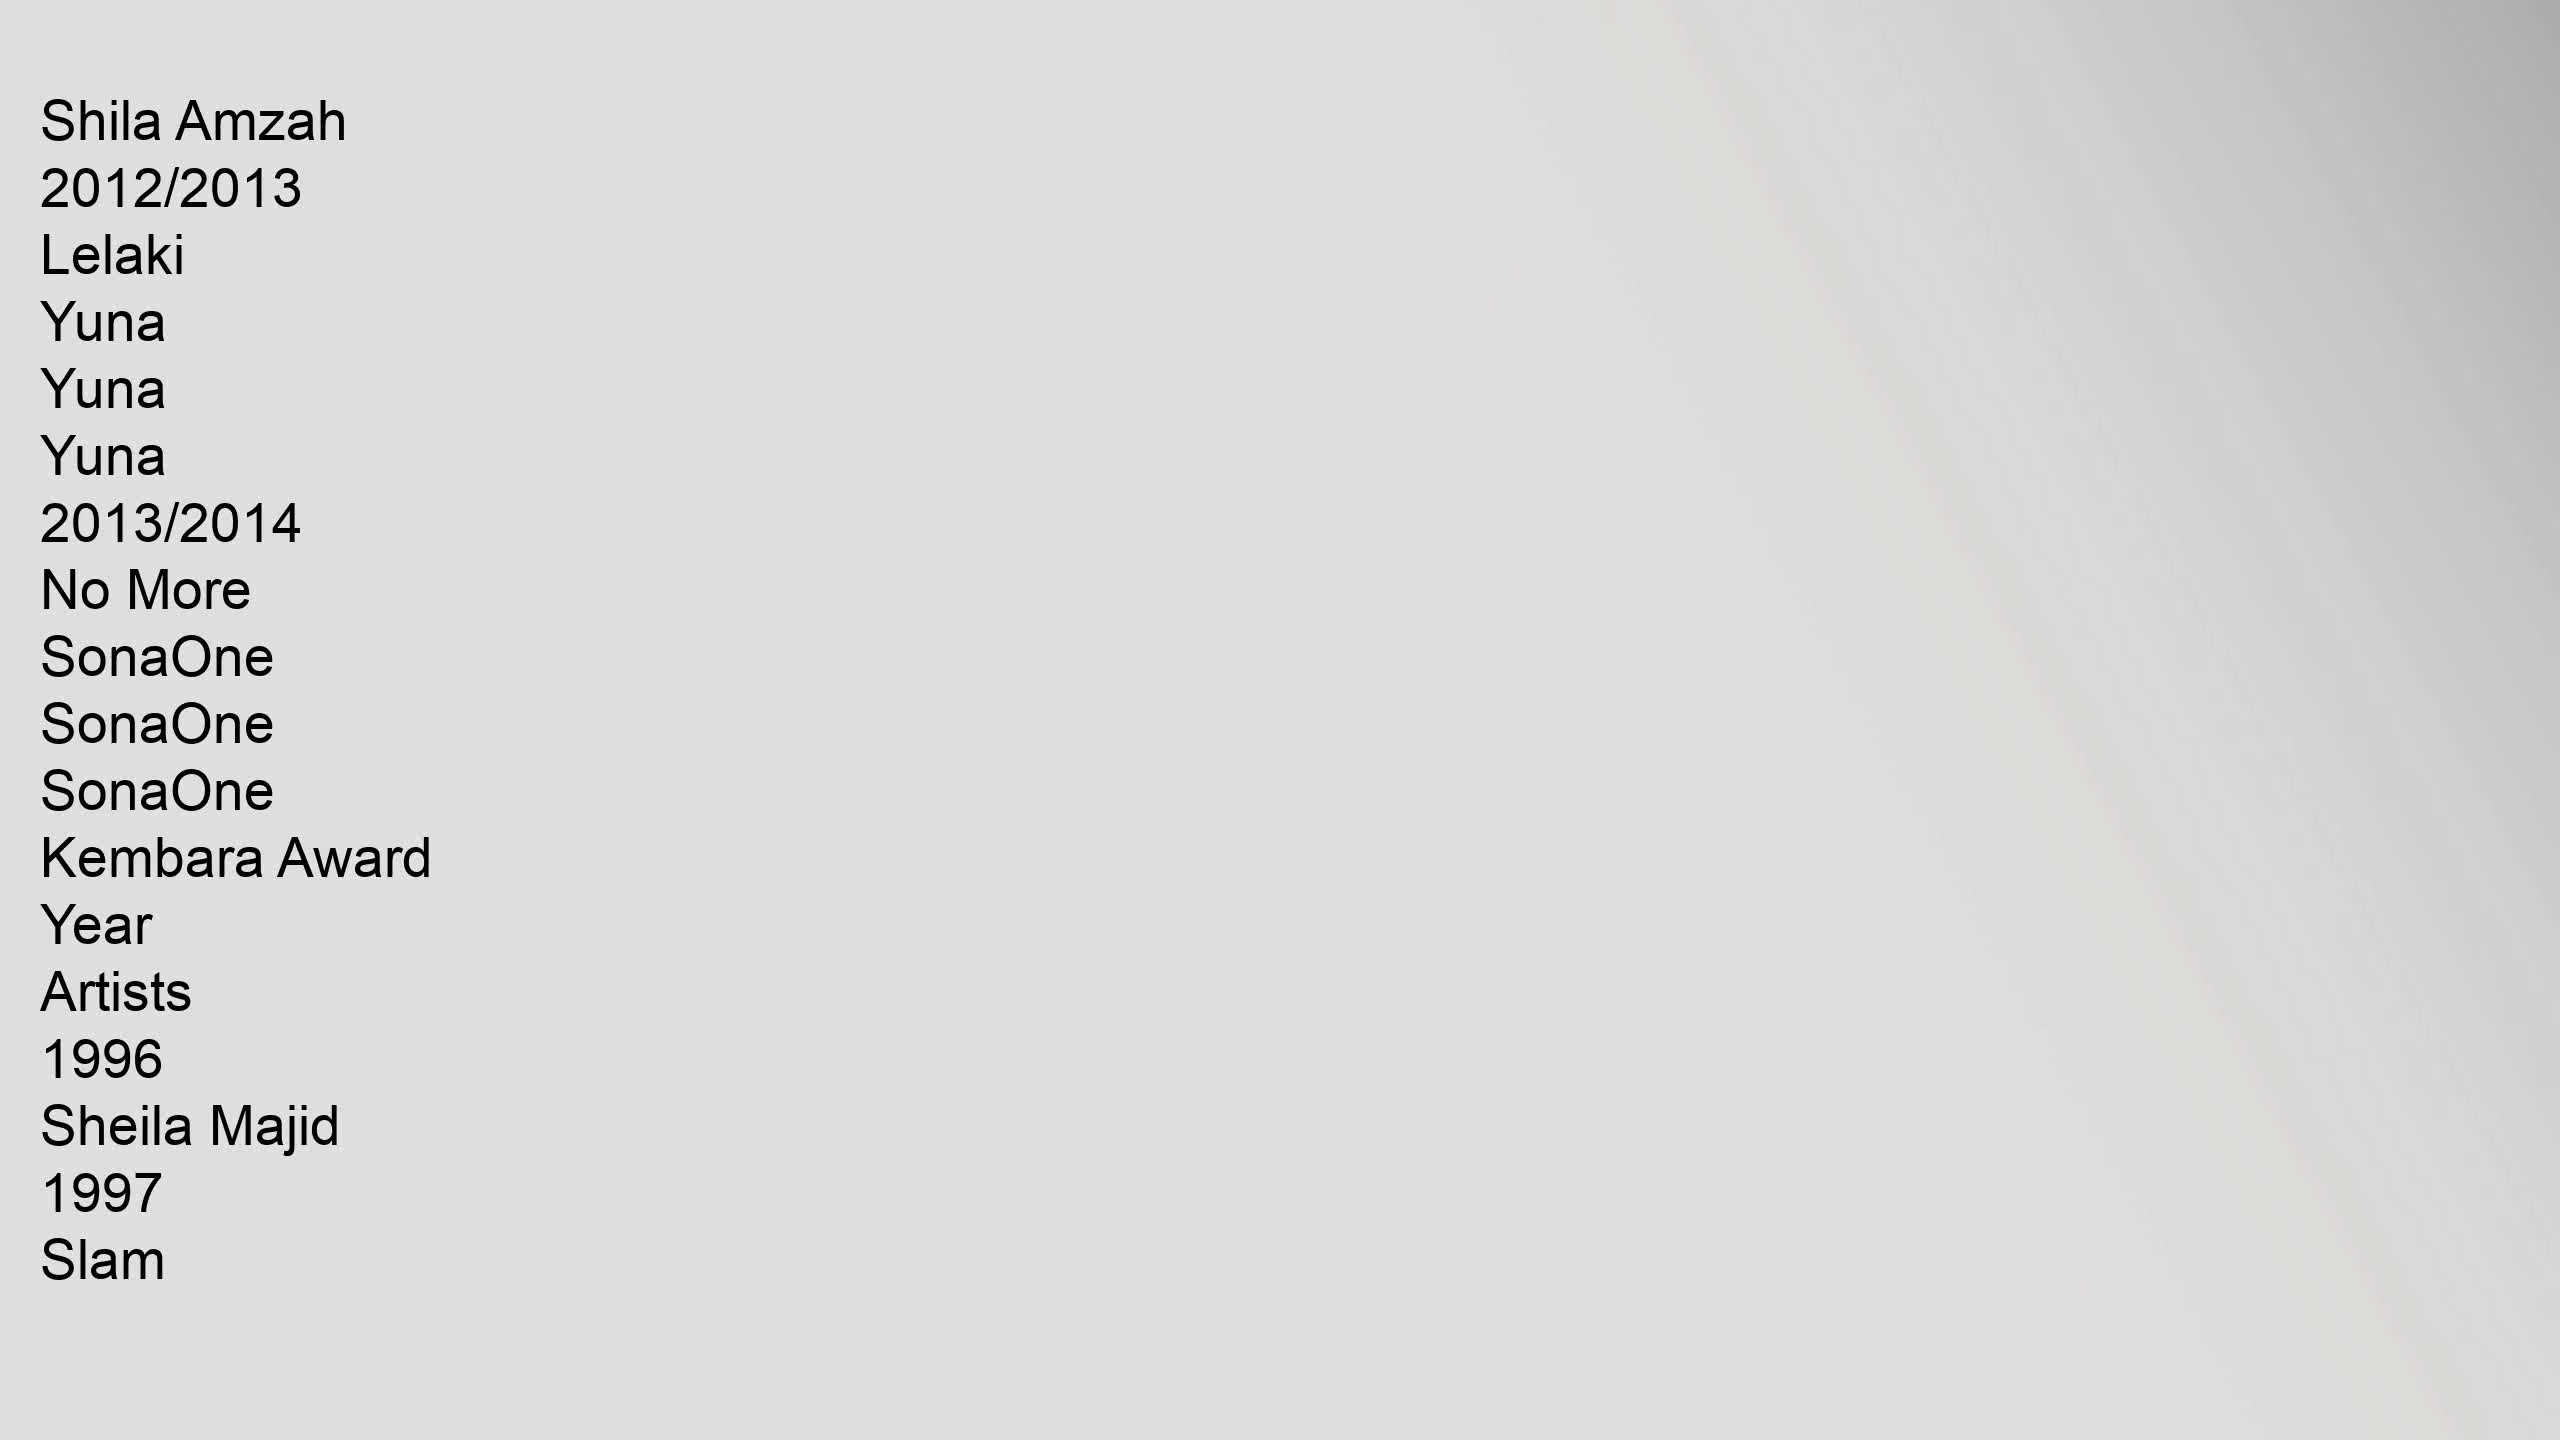 Shila Amzah
2012/2013
Lelaki
Yuna
Yuna
Yuna
2013/2014
No More
SonaOne
SonaOne
SonaOne
Kembara Award
Year
Artists
1996
Sheila Majid
1997
Slam